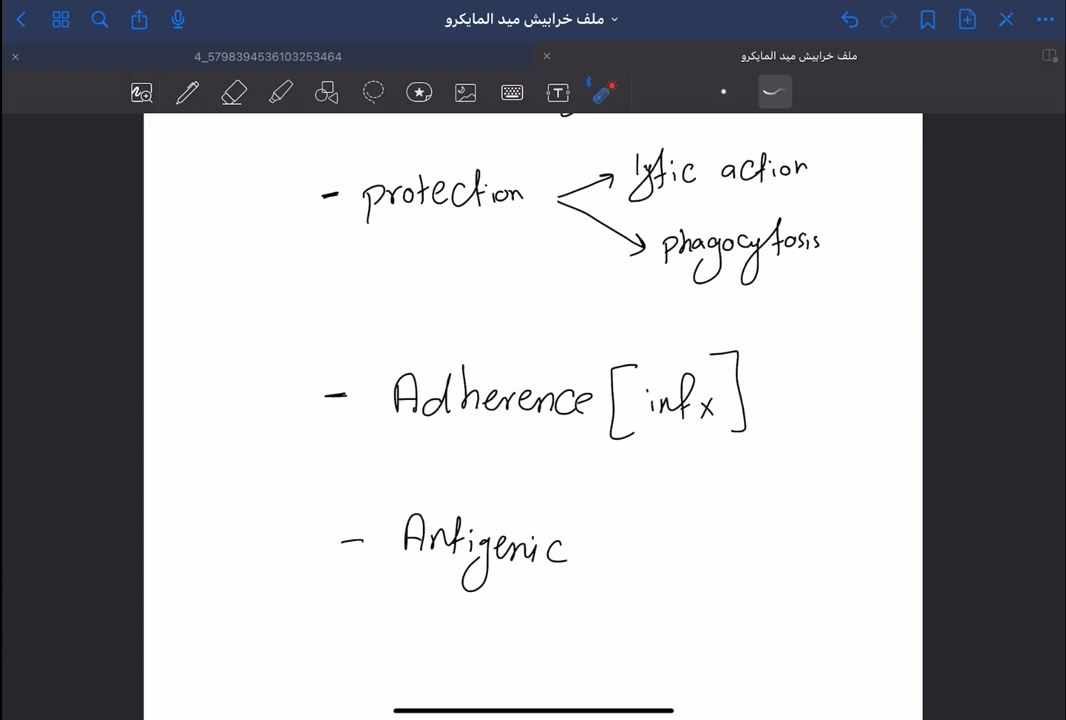 ملف خرابيش ميد المايكرو
4_5798394536103253464
ملف خرابيش ميد المايكرو
- protection
lytic action
phagocytosis
- Adherence [infx]
- Antigenic